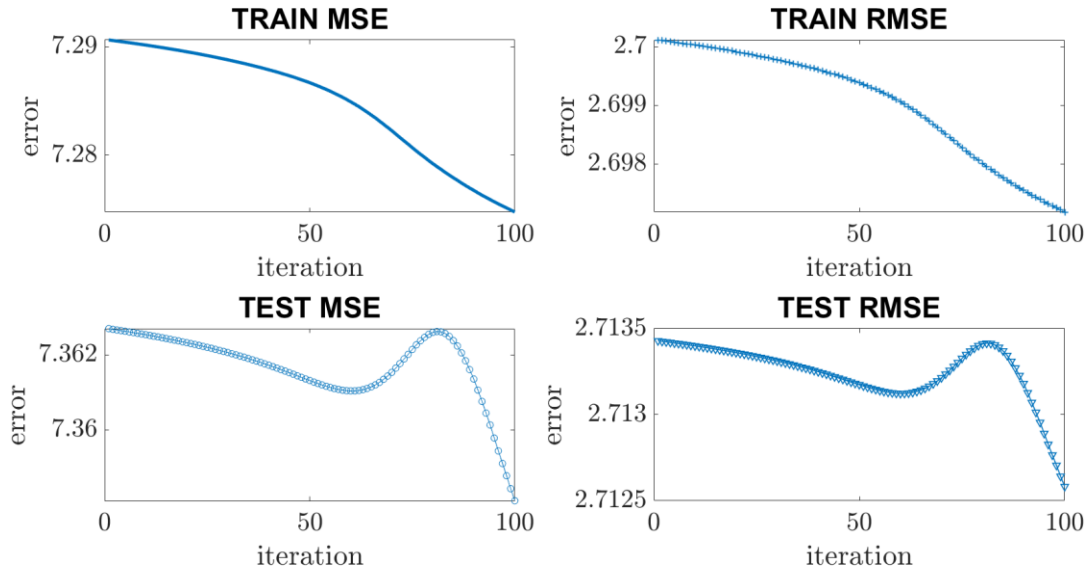 TRAIN MSE
7.29
7.28
error
0
50
100
iteration
TRAIN RMSE
2.7
2.699
2.698
error
0
50
100
iteration
TEST MSE
7.362
7.36
error
0
50
100
iteration
TEST RMSE
2.7135
2.713
2.7125
error
0
50
100
iteration